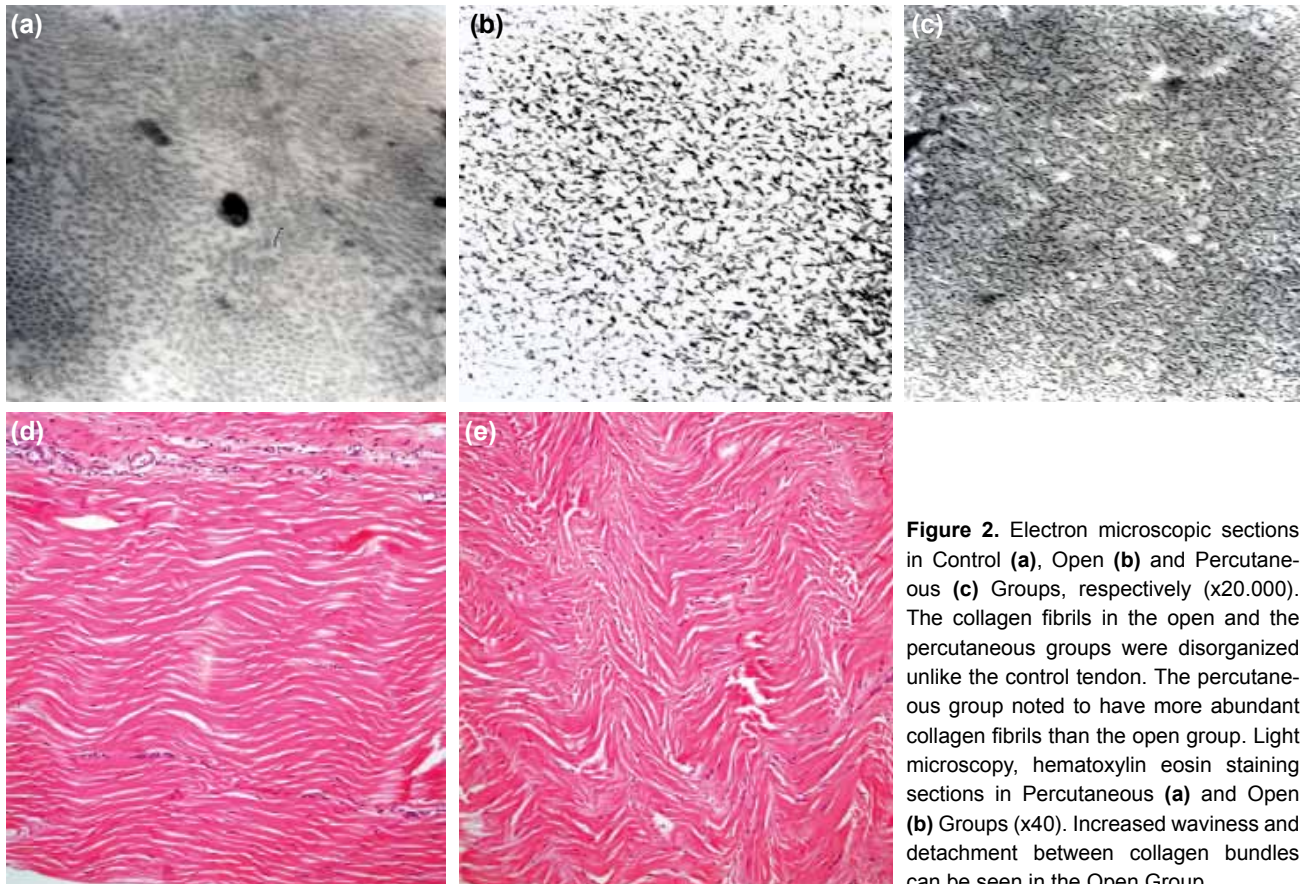 (a)
(b)
(c)
(d)
(e)
Figure 2. Electron microscopic sections
in Control (a), Open (b) and Percutane-
ous (c) Groups, respectively (x20.000).
The collagen fibrils in the open and the
percutaneous groups were disorganized
unlike the control tendon. The percutane-
ous group noted to have more abundant
collagen fibrils than the open group. Light
microscopy, hematoxylin eosin staining
sections in Percutaneous (a) and Open
(b) Groups (x40). Increased waviness and
detachment between collagen bundles
can be seen in the Open Group.